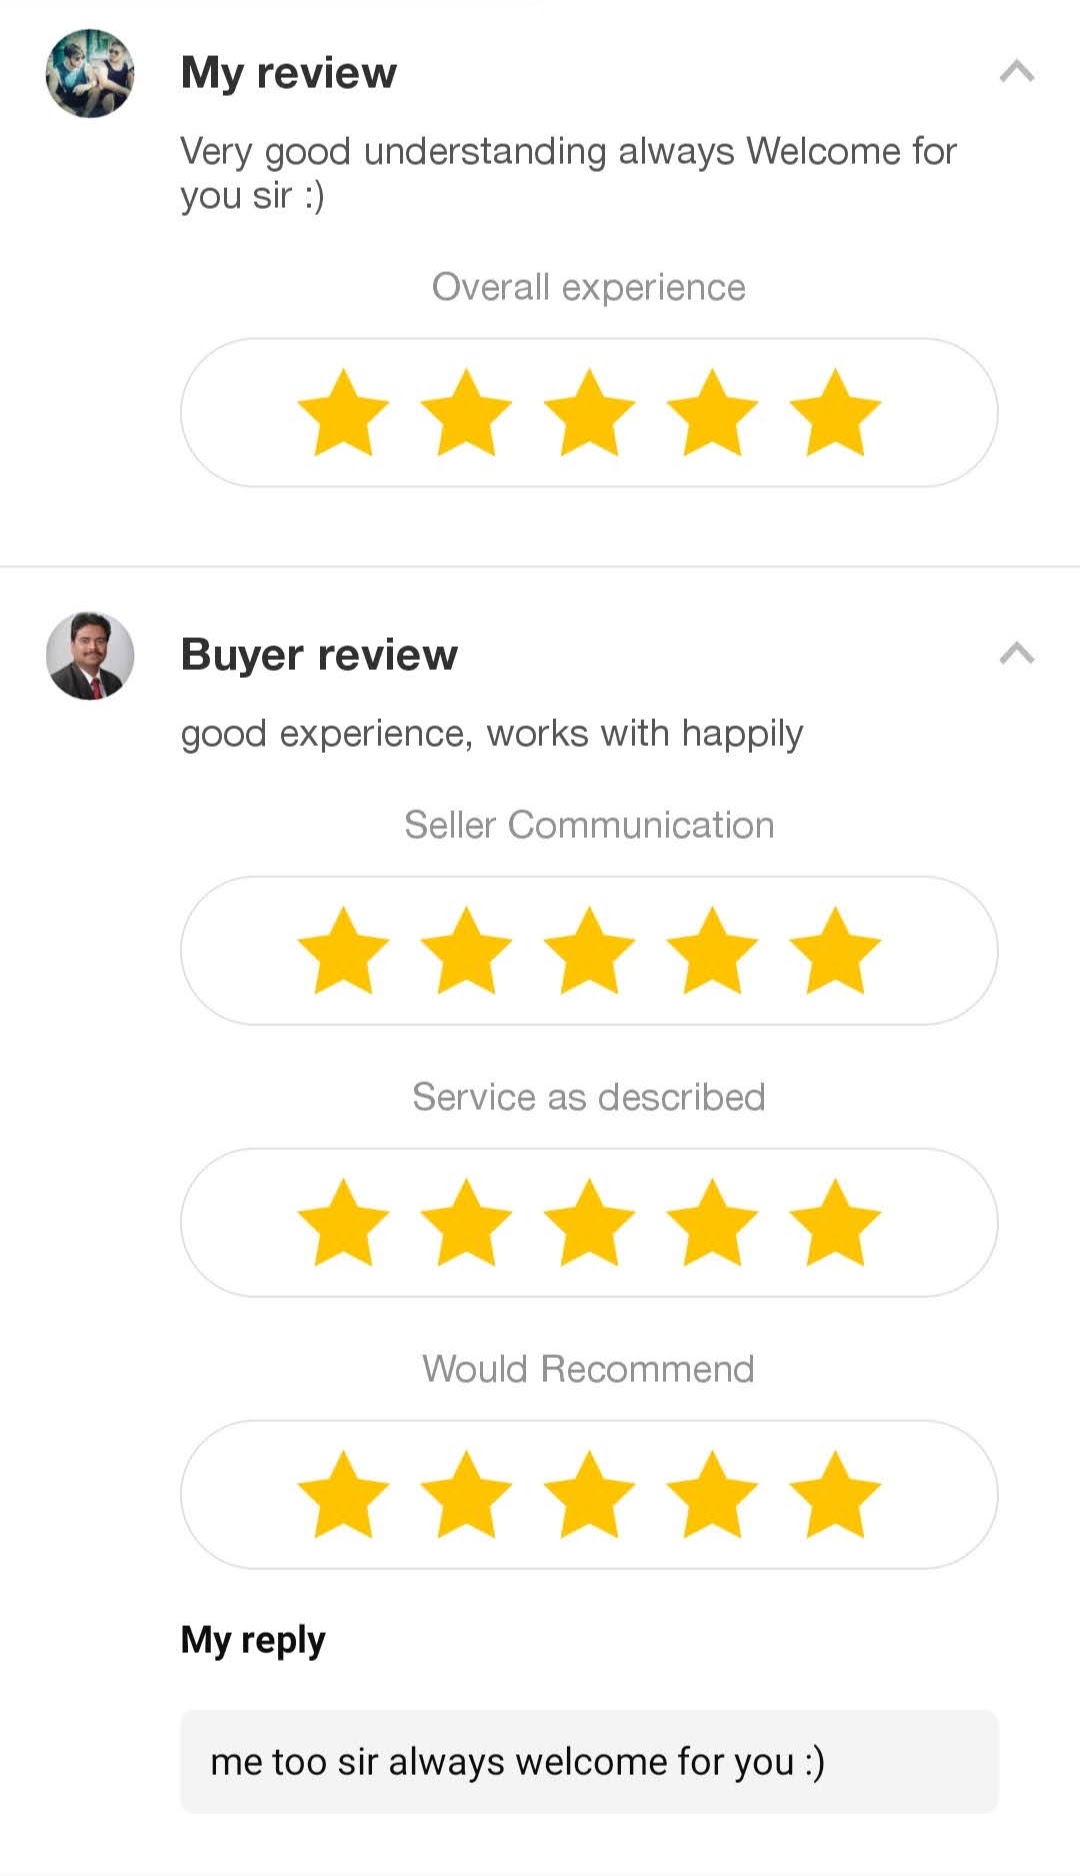 My review
Very good understanding always Welcome for
you sir :)
Overall experience
Buyer review
good experience, works with happily
Seller Communication
Service as described
Would Recommend
My reply
me too sir always welcome for you :)